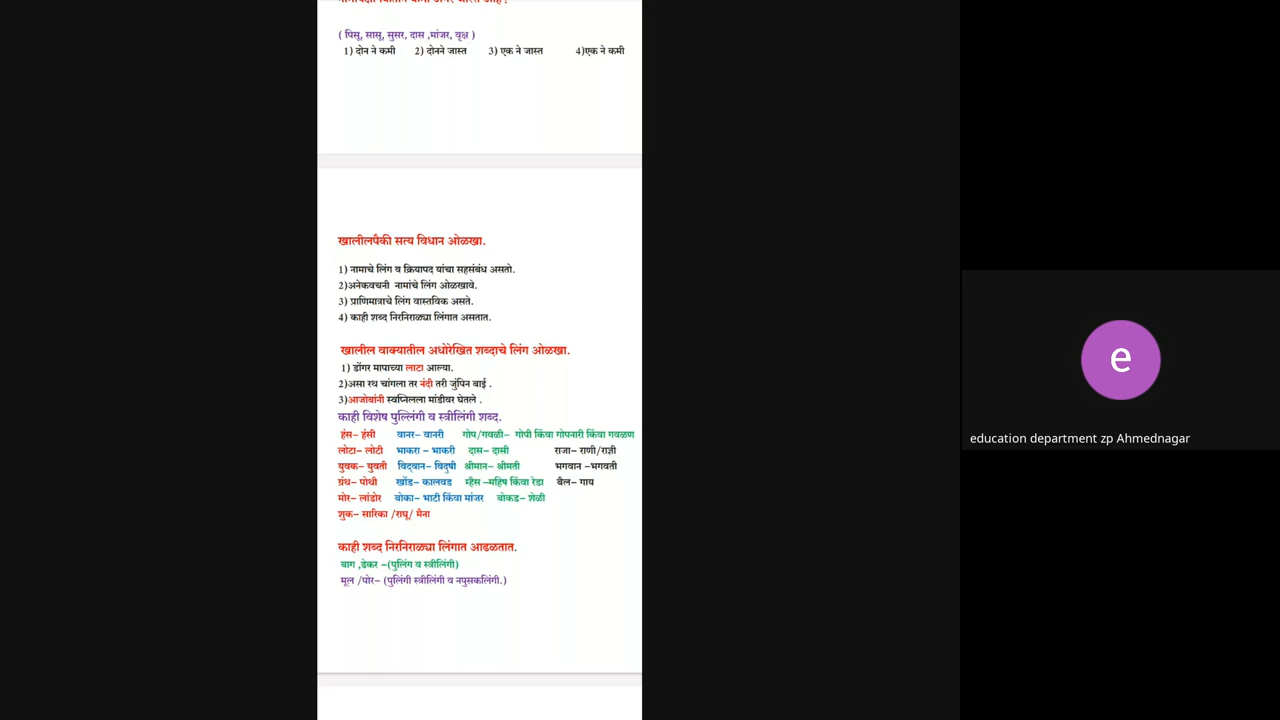 ( पिसू, सासू, सुसर, दास ,मांजर, वृक्ष )
1) दोन ने कमी 2) दोनने जास्त 3) एक ने जास्त 4)एक ने कमी
खालीलपैकी सत्य विधान ओळखा.
1) नामाचे लिंग व क्रियापद यांचा सहसंबंध असतो.
2)अनेकवचनी नामांचे लिंग ओळखावे.
3) प्राणिमात्राचे लिंग वास्तविक असते.
4) काही शब्द निरनिराळ्या लिंगात असतात.
खालील वाक्यातील अधोरेखित शब्दाचे लिंग ओळखा.
1) डोंगर मापाच्या लाटा आल्या.
2)असा रथ चांगला तर नंदी तरी जुंपिन बाई .
3)आजोबांनी स्वप्निलला मांडीवर घेतले .
काही विशेष पुल्लिंगी व स्त्रीलिंगी शब्द.
हंस– हंसी वानर– वानरी गोप/गवळी– गोपी किंवा गोपनारी किंवा गवळण
लोटा– लोटी भाकरा – भाकरी दास– दासी राजा– राणी/राज्ञी
युवक– युवती विद्वान– विदुषी श्रीमान– श्रीमती भगवान –भगवती
ग्रंथ– पोथी खोंड– कालवड म्हैस –महिष किंवा रेडा बैल– गाय
मोर– लांडोर बोका– भाटी किंवा मांजर बोकड– शेळी
शुक– सारिका /राघू/ मैना
काही शब्द निरनिराळ्या लिंगात आढळतात.
बाग ,ढेकर –(पुलिंग व स्त्रीलिंगी)
मूल /पोर– (पुलिंगी स्त्रीलिंगी व नपुसकलिंगी.)
e
education department zp Ahmednagar